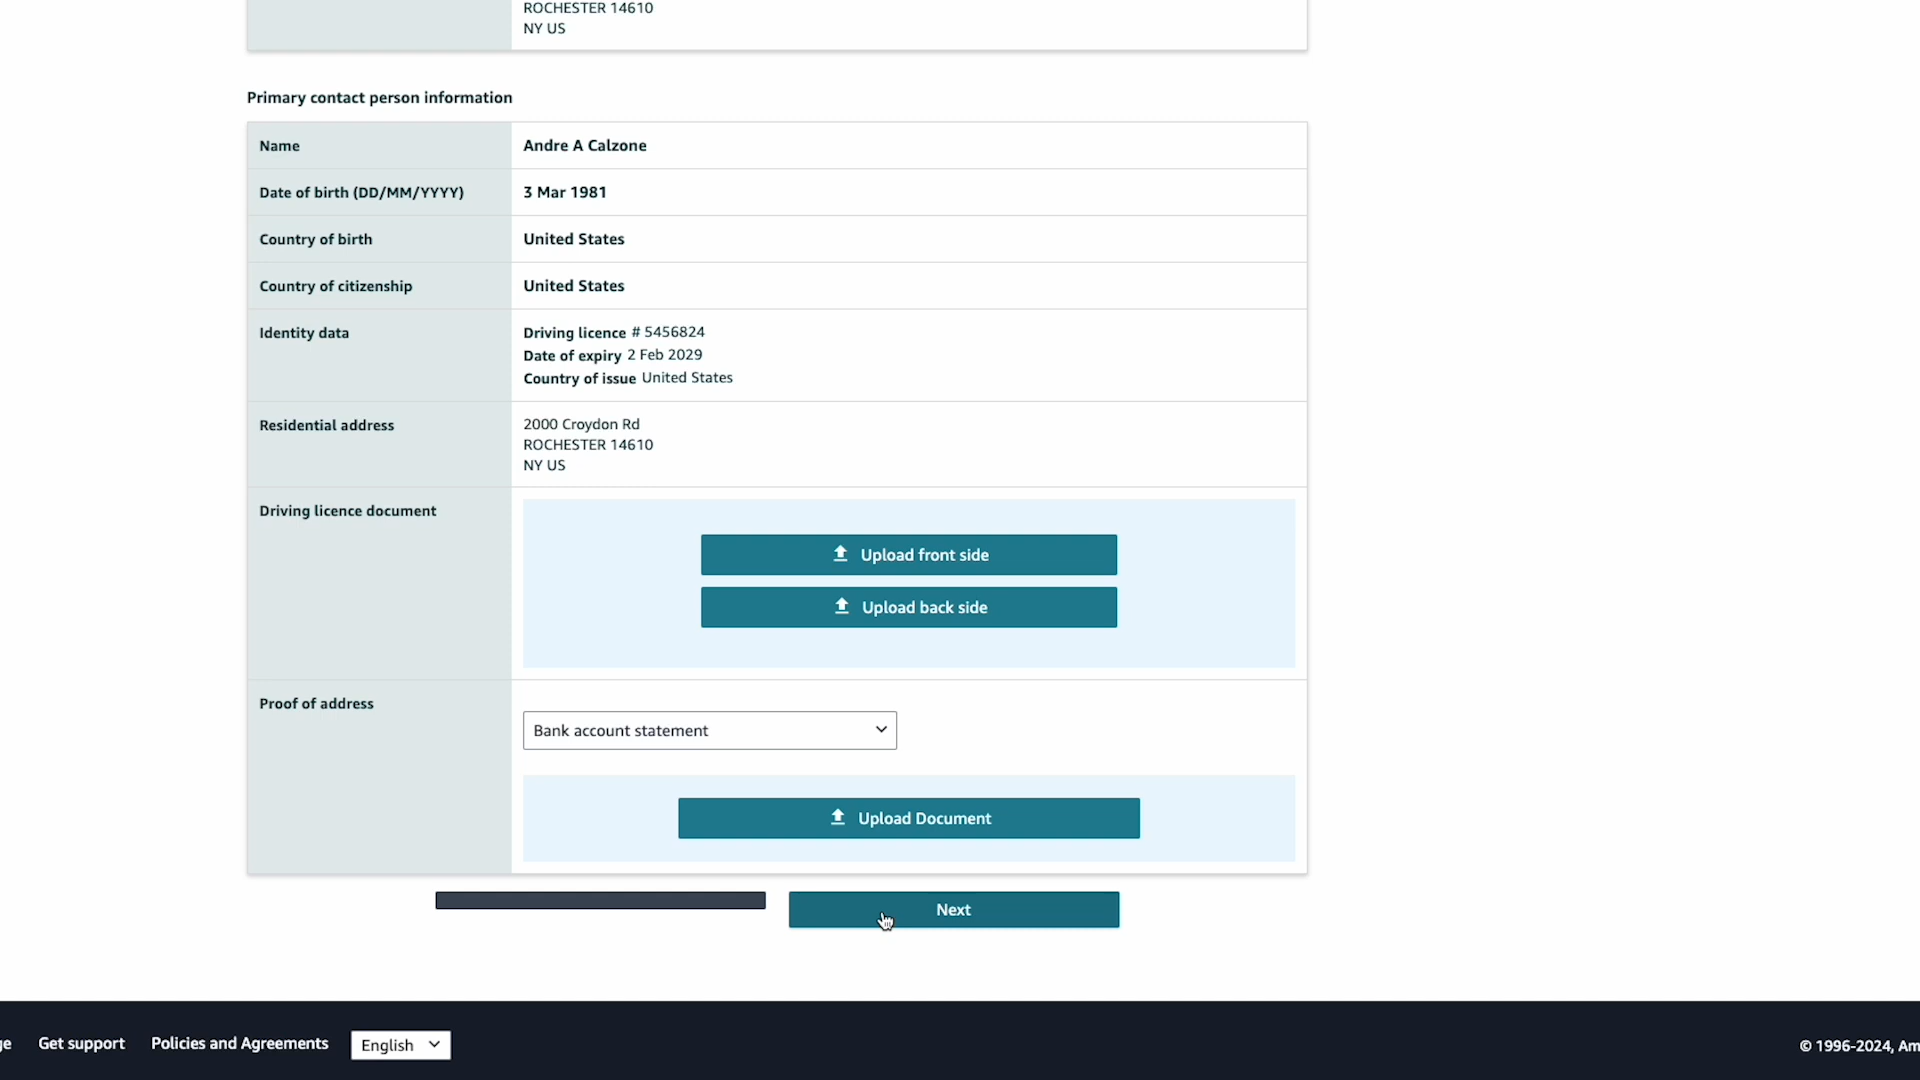 ROCHESTER 14610
NY US
Primary contact person information
Name
Andre A Calzone
Date of birth (DD/MM/YYYY)
3 Mar 1981
Country of birth
United States
Country of citizenship
United States
Identity data
Driving licence # 5456824
Date of expiry 2 Feb 2029
Country of issue United States
Residential address
2000 Croydon Rd
ROCHESTER 14610
NY US
Driving licence document
Upload front side
Upload back side
Proof of address
Bank account statement
Upload Document
Next
ge Get support Policies and Agreements English
© 1996-2024, Am